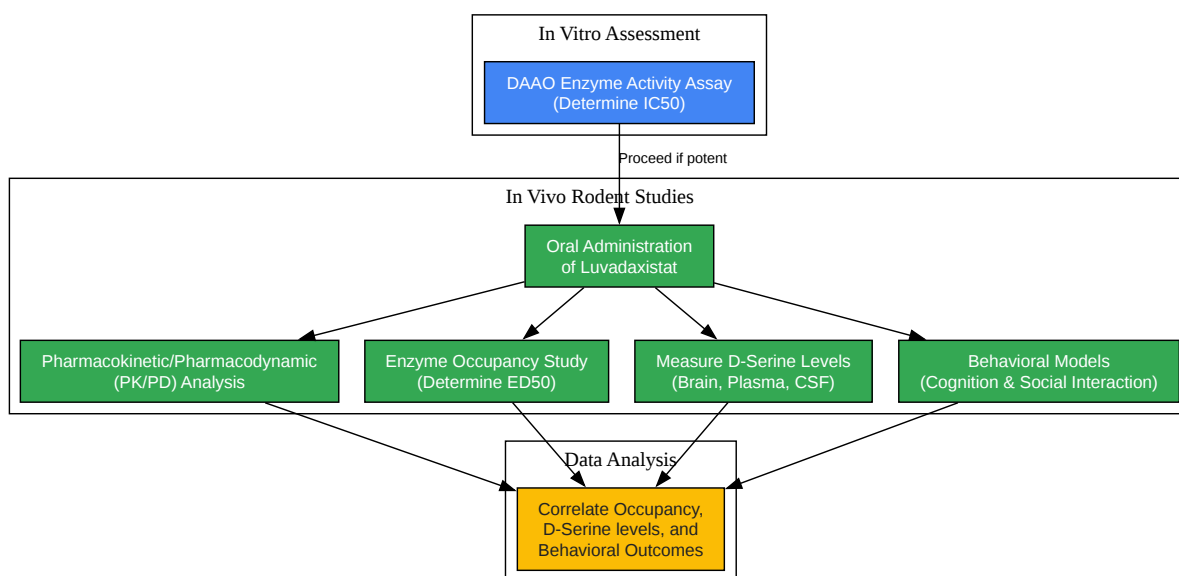 In Vitro Assessment
DAAO Enzyme Activity Assay
(Determine IC50)
Proceed if potent
In Vivo Rodent Studies
Oral Administration
of Luvadaxistat
Pharmacokinetic/Pharmacodynamic
(PK/PD) Analysis
Enzyme Occupancy Study
(Determine ED50)
Measure D-Serine Levels
(Brain, Plasma, CSF)
Behavioral Models
(Cognition & Social Interaction)
Data Analysis
Correlate Occupancy,
D-Serine levels, and
Behavioral Outcomes